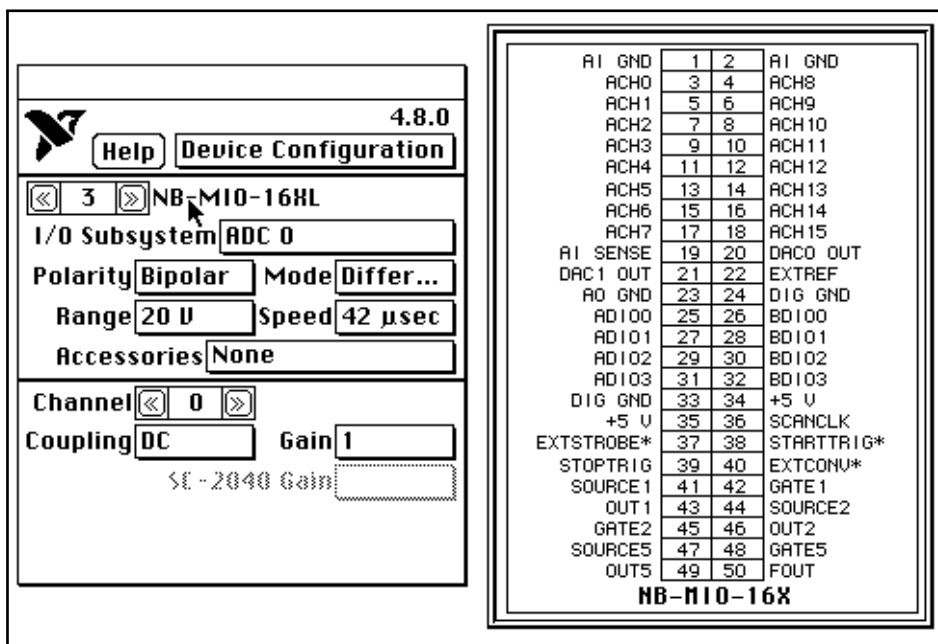 4.8.0
Help Device Configuration
« 3 » NB-MIO-16XL
I/O Subsystem ADC 0
Polarity Bipolar Mode Differ...
Range 20 V Speed 42 µsec
Accessories None
Channel « 0 »
Coupling DC Gain 1
SC-2040 Gain
AI GND 1 2 AI GND
ACH0 3 4 ACH8
ACH1 5 6 ACH9
ACH2 7 8 ACH10
ACH3 9 10 ACH11
ACH4 11 12 ACH12
ACH5 13 14 ACH13
ACH6 15 16 ACH14
ACH7 17 18 ACH15
AI SENSE 19 20 DAC0 OUT
DAC1 OUT 21 22 EXTREF
AO GND 23 24 DIG GND
ADIO0 25 26 BDIO0
ADIO1 27 28 BDIO1
ADIO2 29 30 BDIO2
ADIO3 31 32 BDIO3
DIG GND 33 34 +5 V
+5 V 35 36 SCANCLK
EXTSTROBE* 37 38 STARTTRIG*
STOPTRIG 39 40 EXTCONV*
SOURCE1 41 42 GATE1
OUT1 43 44 SOURCE2
GATE2 45 46 OUT2
SOURCE5 47 48 GATE5
OUT5 49 50 FOUT
NB-MIO-16X